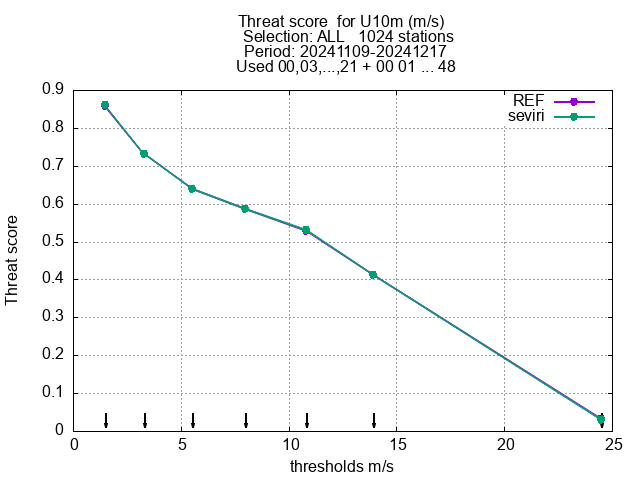 Threat score  for U10m (m/s)
Selection: ALL   1024 stations
Period: 20241109-20241217
Used 00,03,...,21 + 00 01 ... 48
REF
seviri
0.9
0.8
0.7
0.6
0.5
0.4
0.3
0.2
0.1
0
Threat score
0 5 10 15 20 25
thresholds m/s